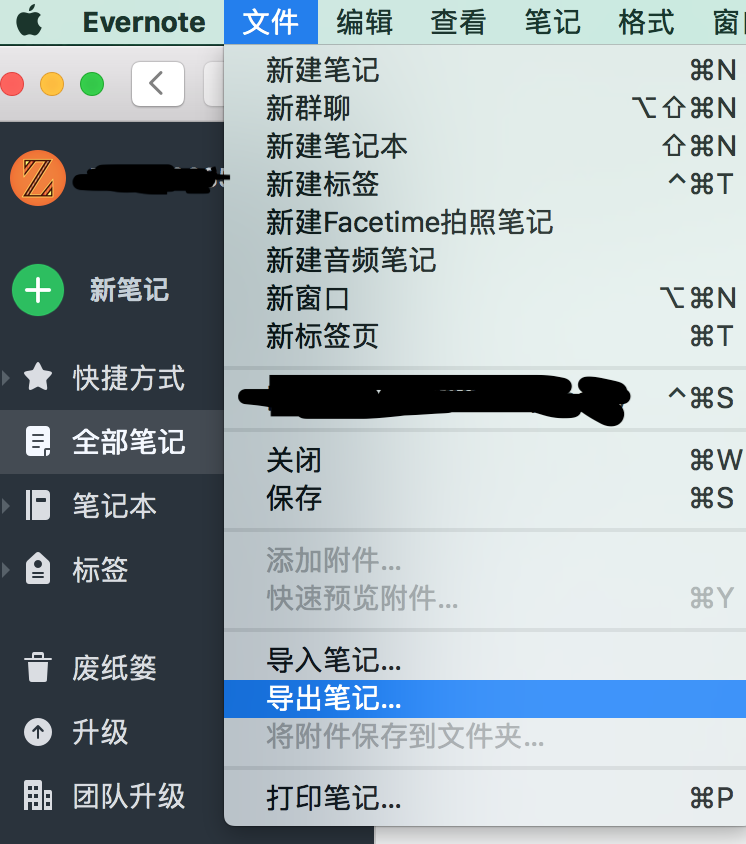 Evernote 文件 编辑 查看 笔记 格式
新建笔记 ⌘N
新群聊 ⌥⇧⌘N
新建笔记本 ⇧⌘N
新建标签 ^⌘T
新建Facetime拍照笔记
新建音频笔记
新窗口 ⌥⌘N
新标签页 ⌘T
^⌘S
关闭 ⌘W
保存 ⌘S
添加附件...
快速预览附件... ⌘Y
导入笔记...
导出笔记...
将附件保存到文件夹...
打印笔记... ⌘P
新笔记
快捷方式
全部笔记
笔记本
标签
废纸篓
升级
团队升级